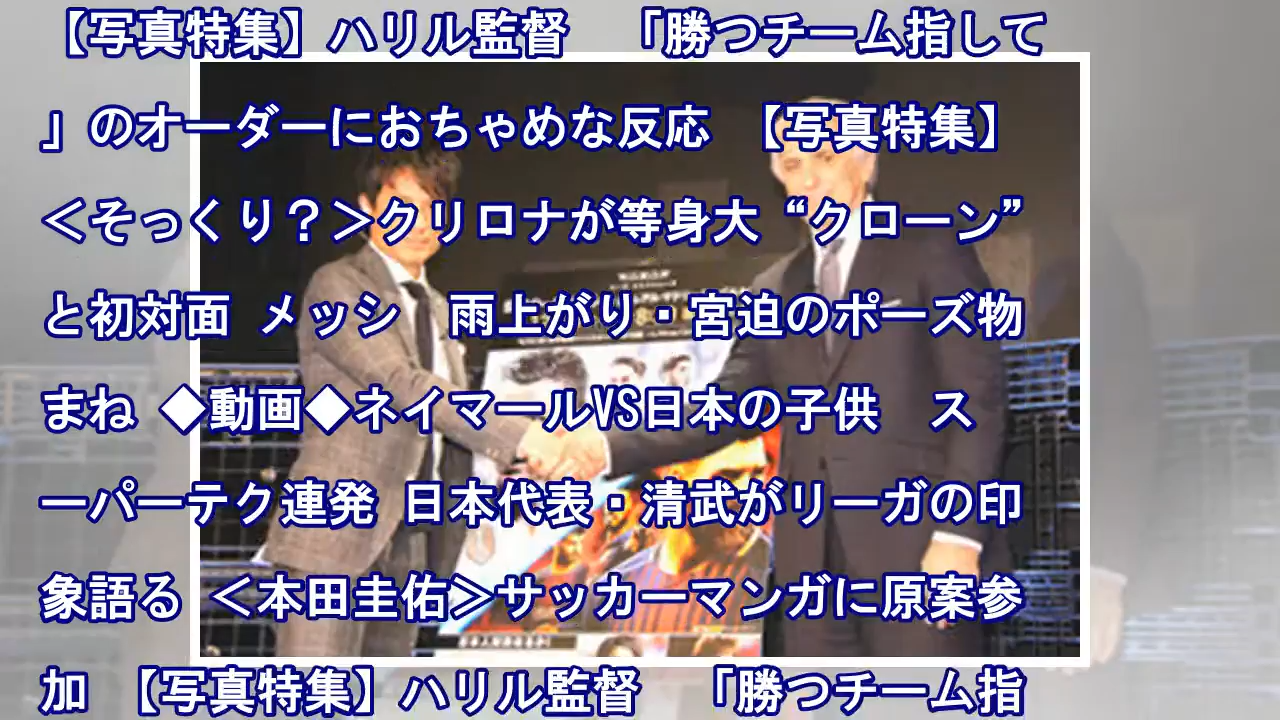 【写真特集】ハリル監督　「勝つチーム指して
」のオーダーにおちゃめな反応 【写真特集】
＜そっくり？＞クリロナが等身大“クローン”
と初対面 メッシ　雨上がり・宮迫のポーズ物
まね ◆動画◆ネイマールVS日本の子供　ス
ーパーテク連発 日本代表・清武がリーガの印
象語る ＜本田圭佑＞サッカーマンガに原案参
加 【写真特集】ハリル監督　「勝つチーム指